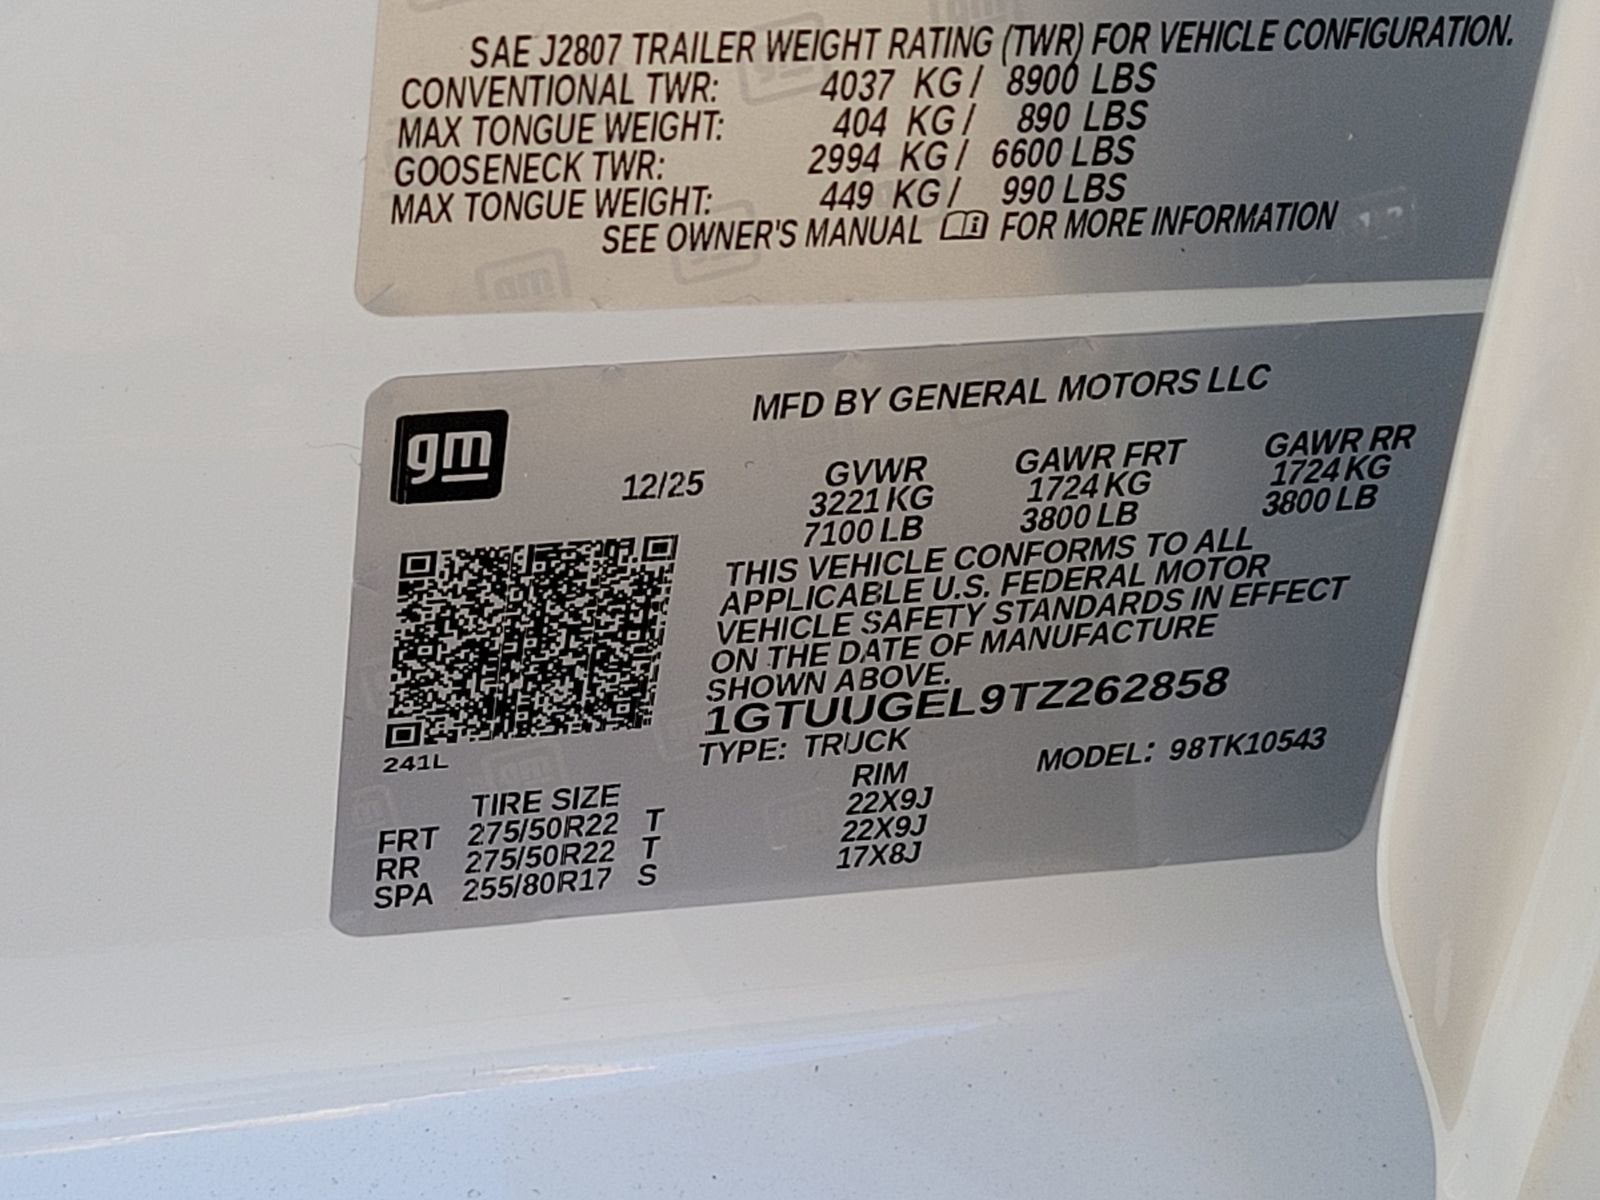 SAE J2807 TRAILER WEIGHT RATING (TWR) FOR VEHICLE CONFIGURATION.
CONVENTIONAL TWR: 4037 KG / 8900 LBS
MAX TONGUE WEIGHT: 404 KG / 890 LBS
GOOSENECK TWR: 2994 KG / 6600 LBS
MAX TONGUE WEIGHT: 449 KG / 990 LBS
SEE OWNER'S MANUAL FOR MORE INFORMATION
MFD BY GENERAL MOTORS LLC
gm
12/25
GVWR GAWR FRT GAWR RR
3221 KG 1724 KG 1724 KG
7100 LB 3800 LB 3800 LB
THIS VEHICLE CONFORMS TO ALL
APPLICABLE U.S. FEDERAL MOTOR
VEHICLE SAFETY STANDARDS IN EFFECT
ON THE DATE OF MANUFACTURE
SHOWN ABOVE.
1GTUUGEL9TZ262858
TYPE: TRUCK MODEL: 98TK10543
241L
TIRE SIZE RIM
FRT 275/50R22 T 22X9J
RR 275/50R22 T 22X9J
SPA 255/80R17 S 17X8J